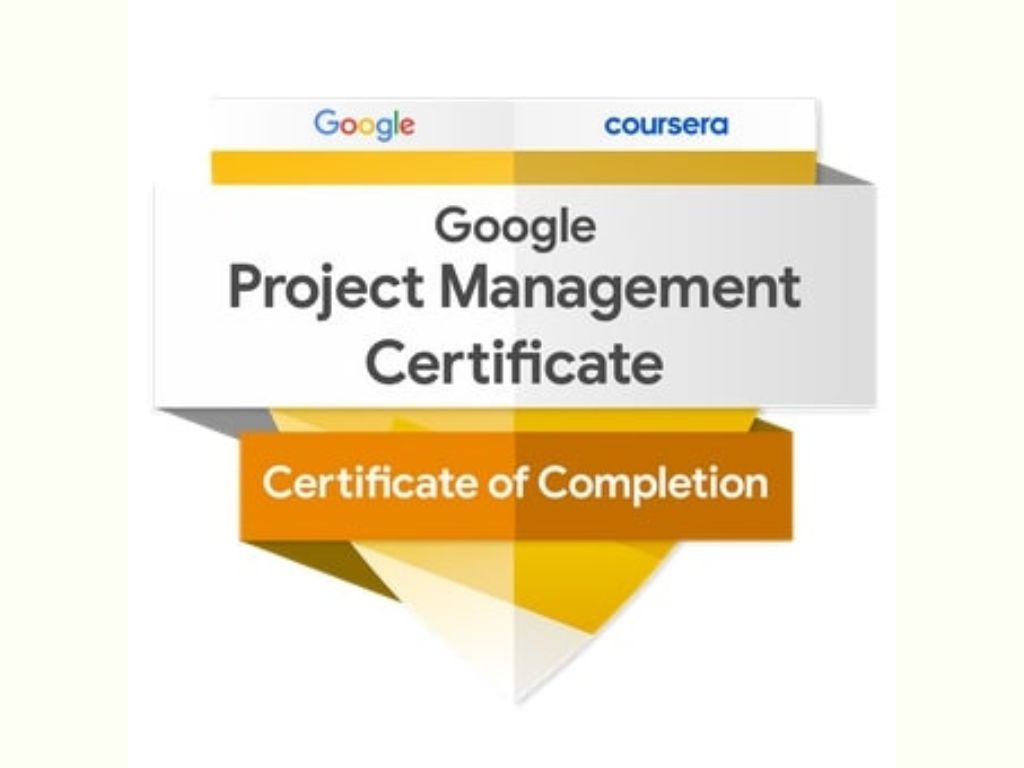 Google coursera
Google
Project Management
Certificate
Certificate of Completion